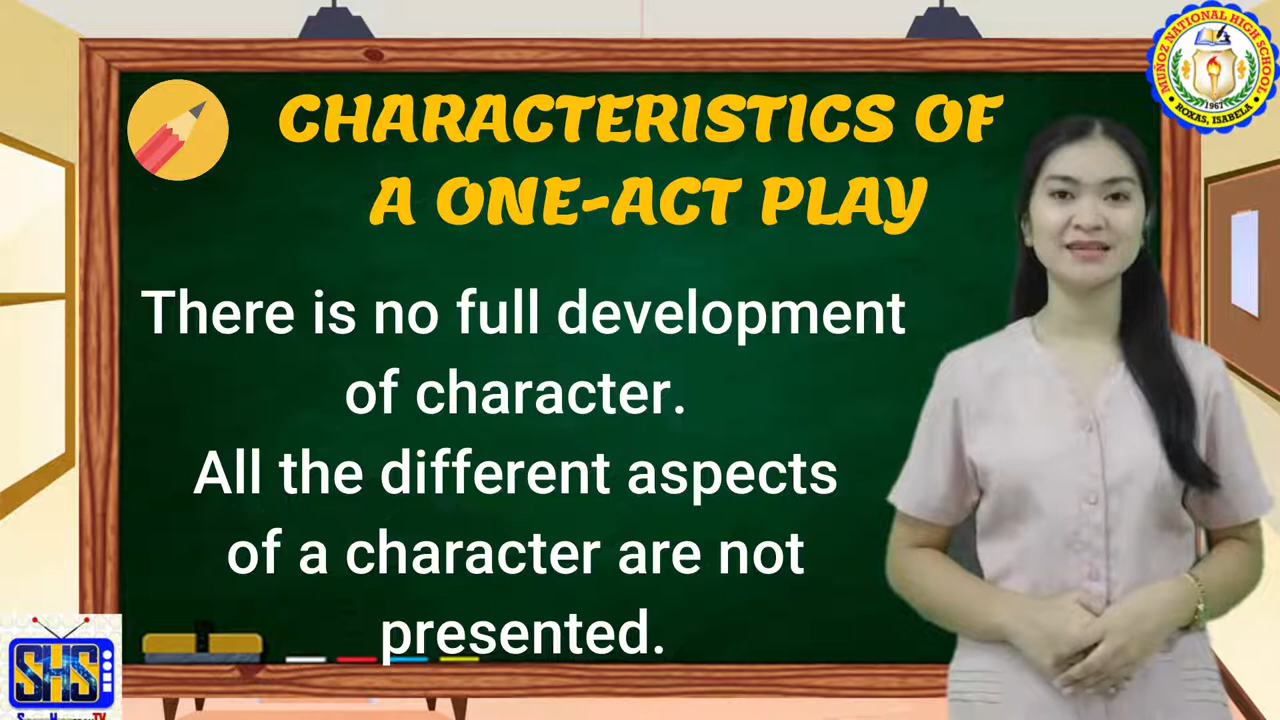 CHARACTERISTICS OF
A ONE-ACT PLAY
There is no full development
of character.
All the different aspects
of a character are not
presented.
MUÑOZ NATIONAL HIGH SCHOOL
1967
ROXAS, ISABELA
SHS